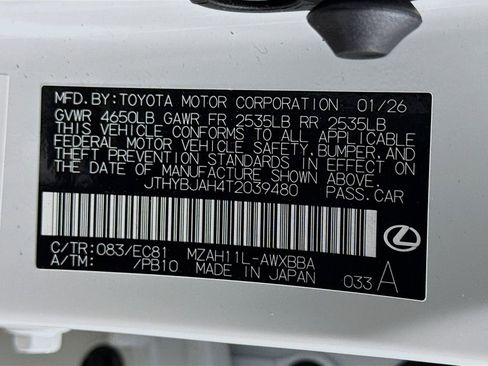 MFD. BY: TOYOTA MOTOR CORPORATION 01/26
GVWR 4650LB GAWR FR 2535LB RR 2535LB
THIS VEHICLE CONFORMS TO ALL APPLICABLE
FEDERAL MOTOR VEHICLE SAFETY, BUMPER, AND
THEFT PREVENTION STANDARDS IN EFFECT ON
THE DATE OF MANUFACTURE SHOWN ABOVE.
JTHYBJAH4T2039480 PASS. CAR
C/TR: 083/EC81 MZAH11L-AWXBBA
A/TM: /PB10 MADE IN JAPAN 033 A